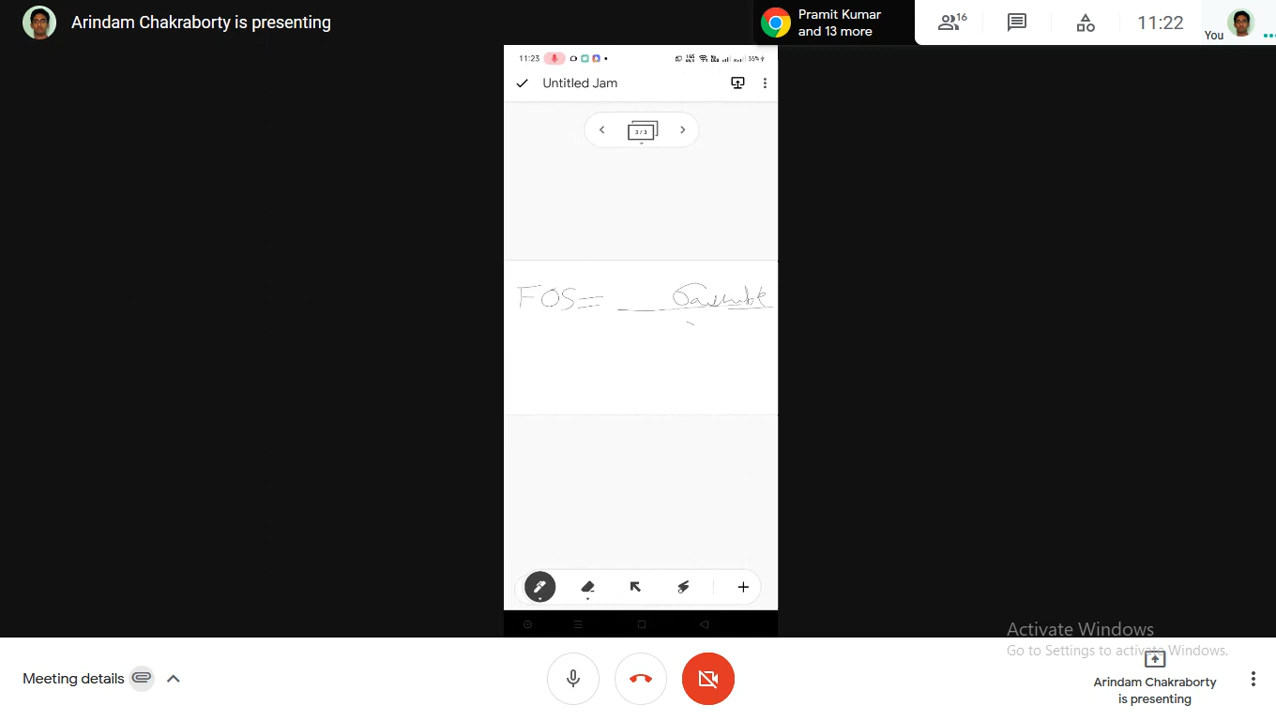 Arindam Chakraborty is presenting
Pramit Kumar
and 13 more
16
11:22
You
11:23
55%
Untitled Jam
3 / 3
FOS =
Activate Windows
Go to Settings to activate Windows.
Meeting details
Arindam Chakraborty
is presenting